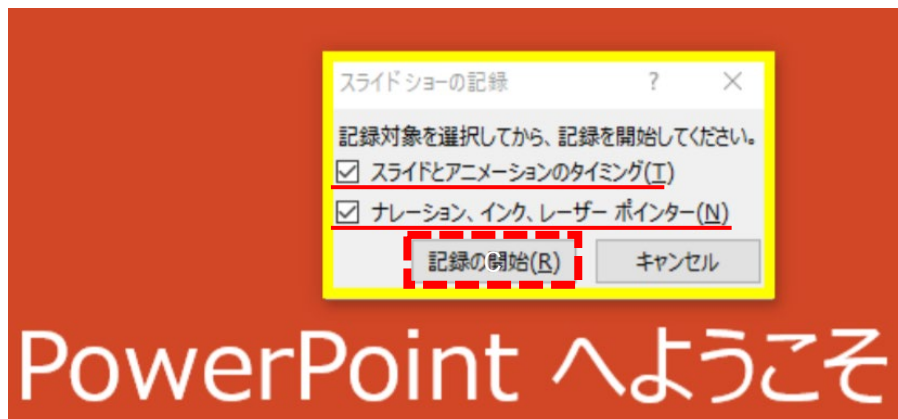 スライド ショーの記録 ? ×
記録対象を選択してから、記録を開始してください。
スライドとアニメーションのタイミング(T)
ナレーション、インク、レーザー ポインター(N)
記録の開始(R) キャンセル
PowerPoint へようこそ